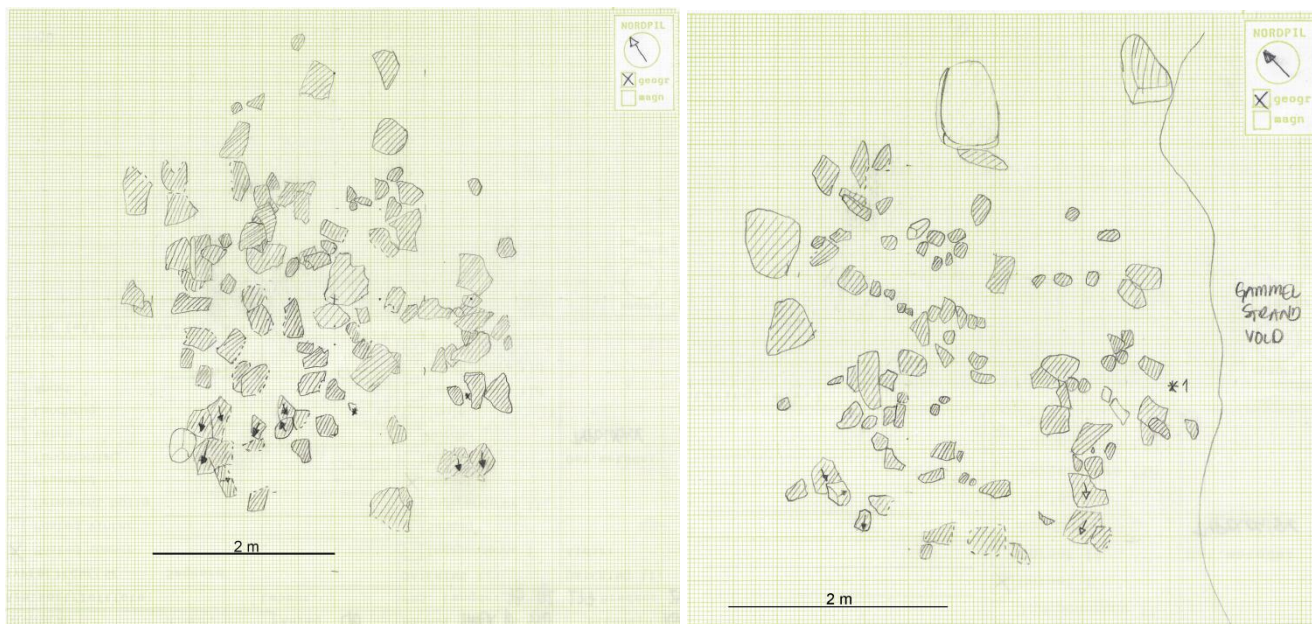 NORDPIL
X geogr
magn
2 m
NORDPIL
X geogr
magn
GAMMEL
STRAND
VOLD
*1
2 m